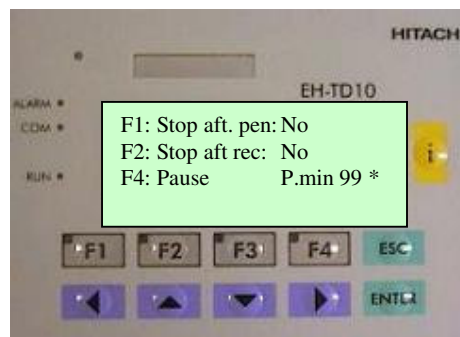 HITACH
EH-TD10
ALARM
COM
RUN
F1: Stop aft. pen: No
F2: Stop aft rec: No
F4: Pause P.min 99 *
i
F1 F2 F3 F4 ESC
ENTER